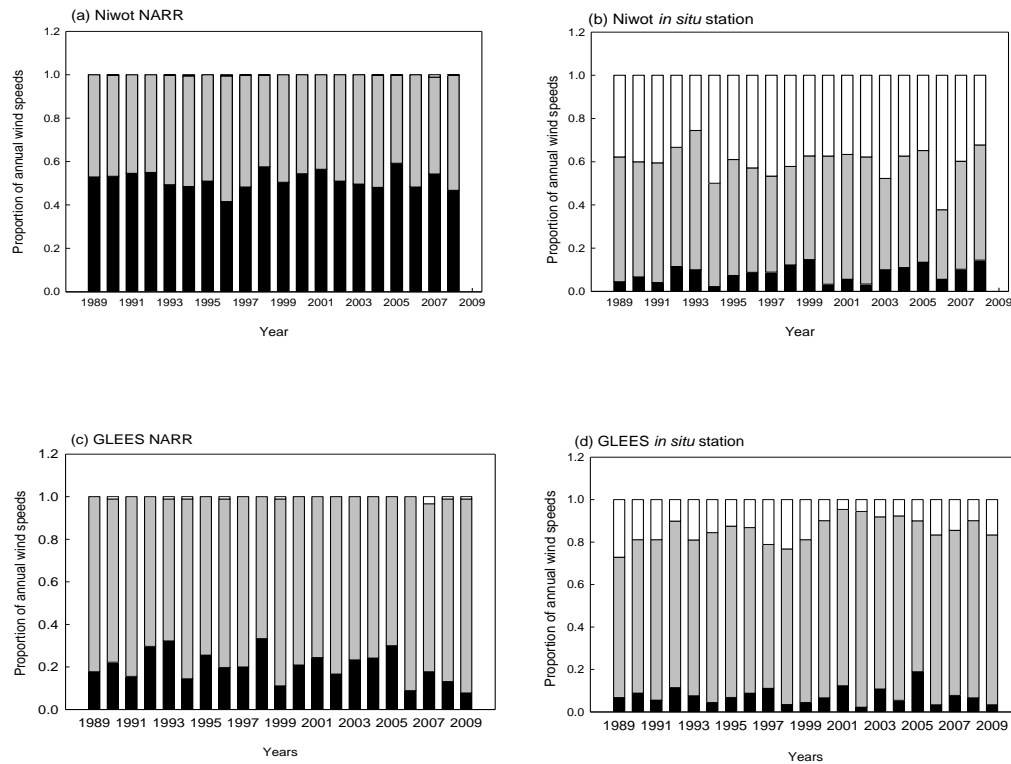 (a) Niwot NARR
1.2
1.0
0.8
0.6
0.4
0.2
0.0
Proportion of annual wind speeds
1989 1991 1993 1995 1997 1999 2001 2003 2005 2007 2009
Year
(b) Niwot in situ station
1.2
1.0
0.8
0.6
0.4
0.2
0.0
Proportion of annual wind speeds
1989 1991 1993 1995 1997 1999 2001 2003 2005 2007 2009
Year
(c) GLEES NARR
1.2
1.0
0.8
0.6
0.4
0.2
0.0
Proportion of annual wind speeds
1989 1991 1993 1995 1997 1999 2001 2003 2005 2007 2009
Years
(d) GLEES in situ station
1.2
1.0
0.8
0.6
0.4
0.2
0.0
Proportion of annual wind speeds
1989 1991 1993 1995 1997 1999 2001 2003 2005 2007 2009
Years